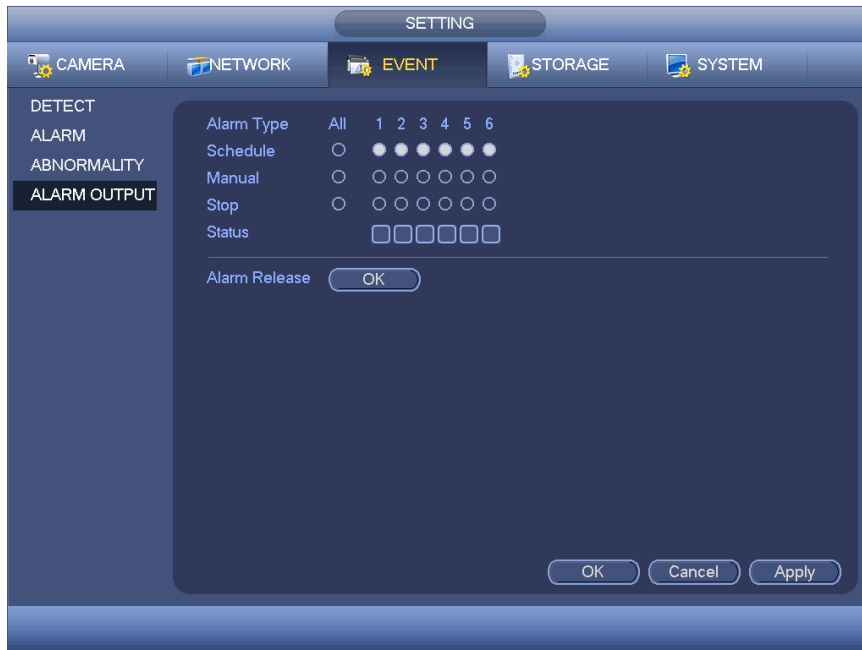 SETTING
CAMERA NETWORK EVENT STORAGE SYSTEM
DETECT
ALARM
ABNORMALITY
ALARM OUTPUT
Alarm Type All 1 2 3 4 5 6
Schedule
Manual
Stop
Status
Alarm Release OK
OK Cancel Apply